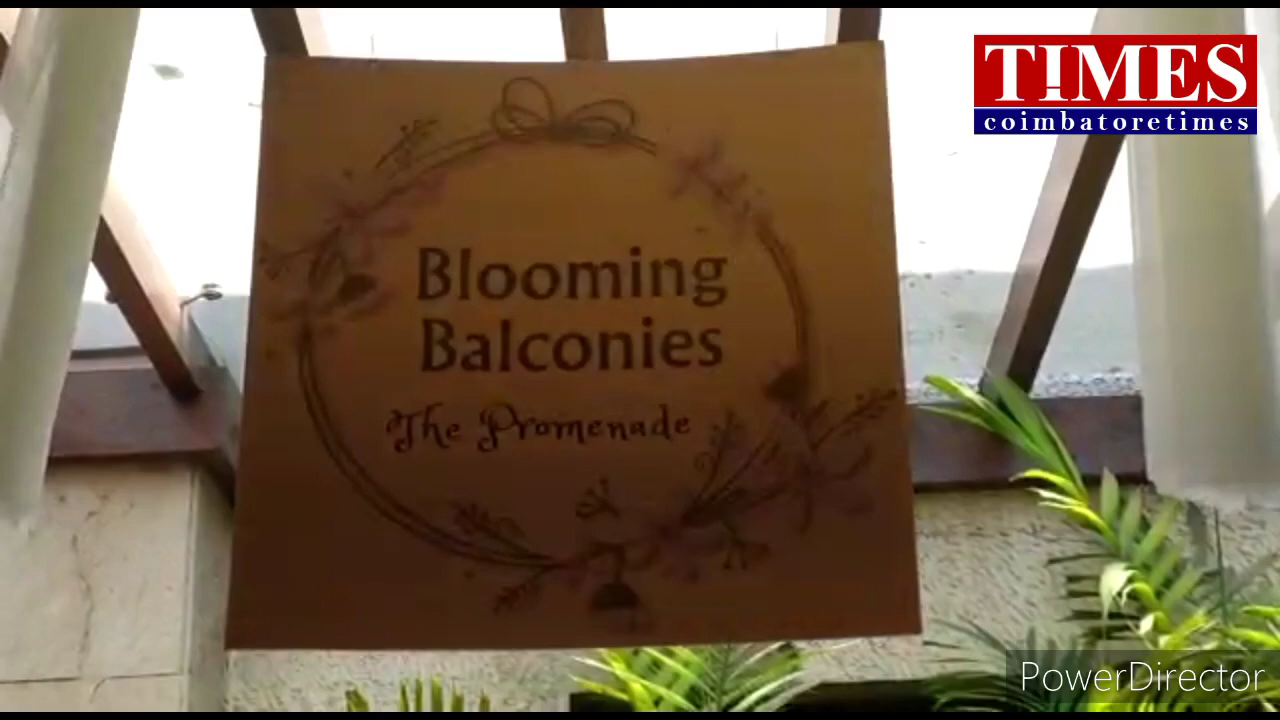 TIMES
coimbatoretimes
Blooming
Balconies
The Promenade
PowerDirector